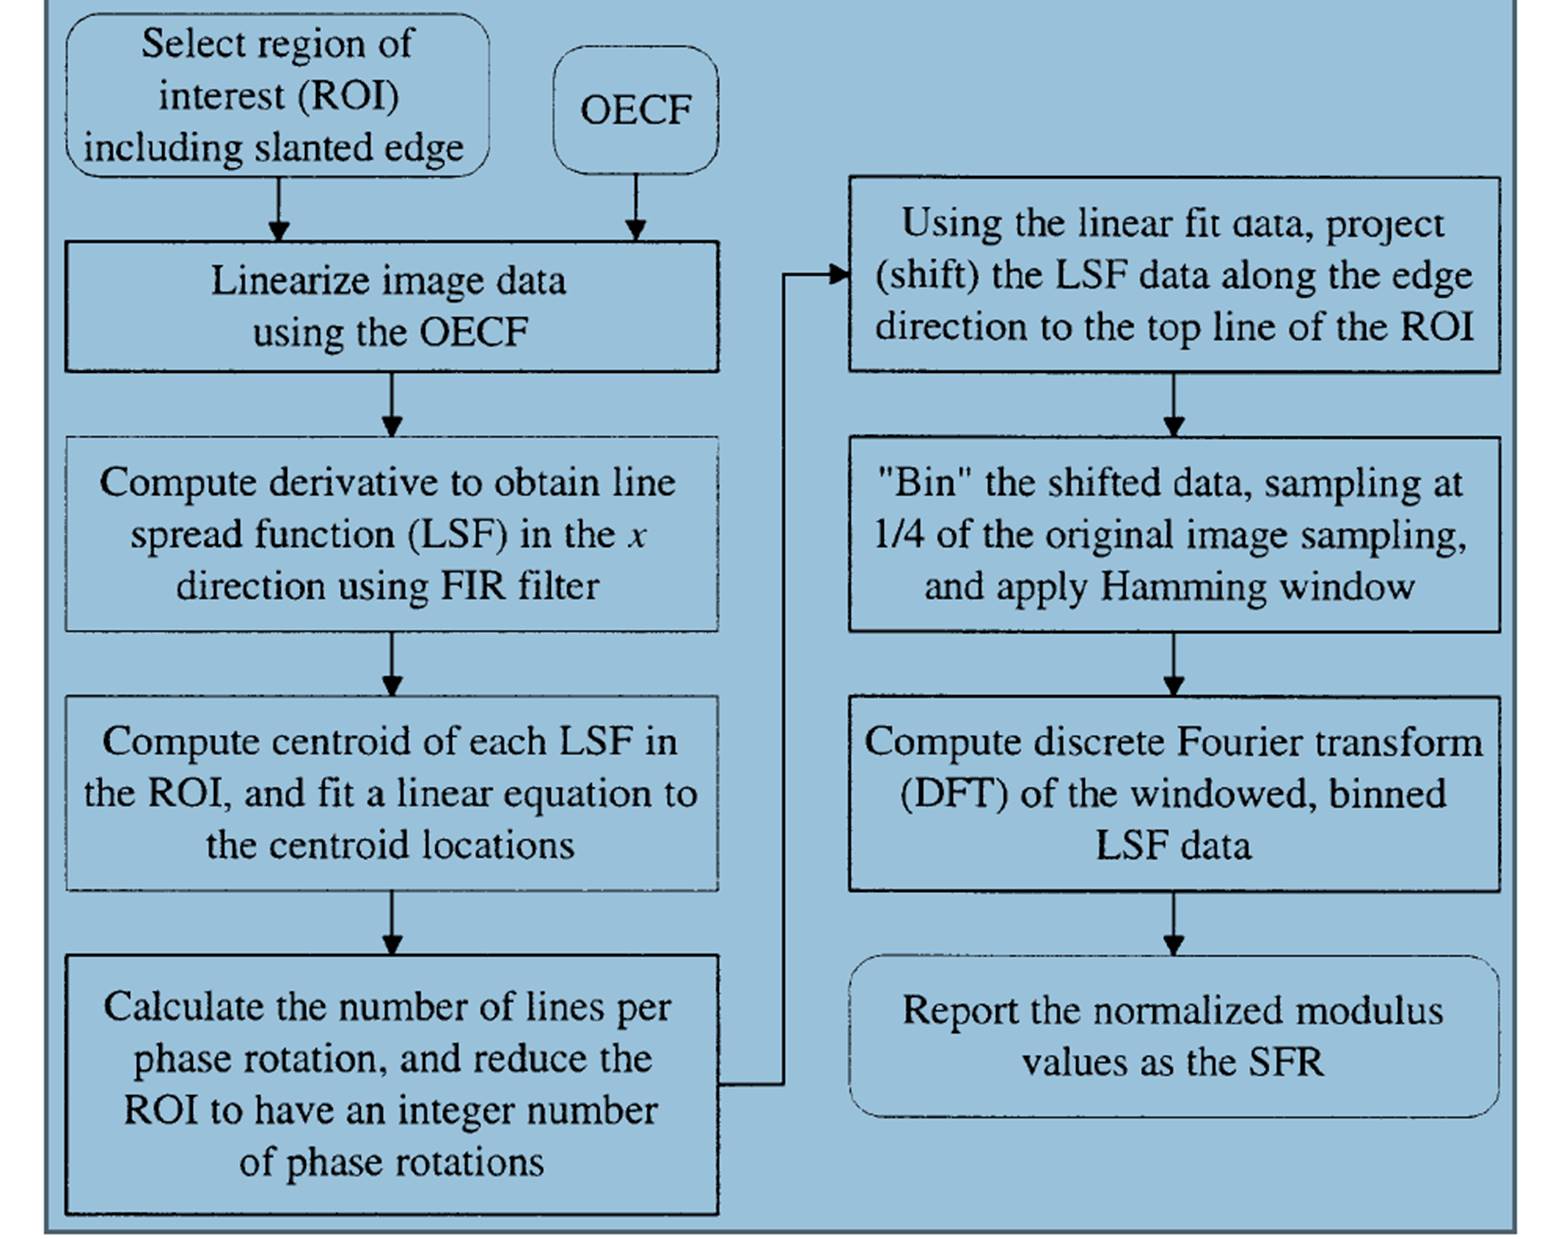 Select region of
interest (ROI)
including slanted edge
OECF
Linearize image data
using the OECF
Compute derivative to obtain line
spread function (LSF) in the x
direction using FIR filter
Compute centroid of each LSF in
the ROI, and fit a linear equation to
the centroid locations
Calculate the number of lines per
phase rotation, and reduce the
ROI to have an integer number
of phase rotations
Using the linear fit data, project
(shift) the LSF data along the edge
direction to the top line of the ROI
"Bin" the shifted data, sampling at
1/4 of the original image sampling,
and apply Hamming window
Compute discrete Fourier transform
(DFT) of the windowed, binned
LSF data
Report the normalized modulus
values as the SFR